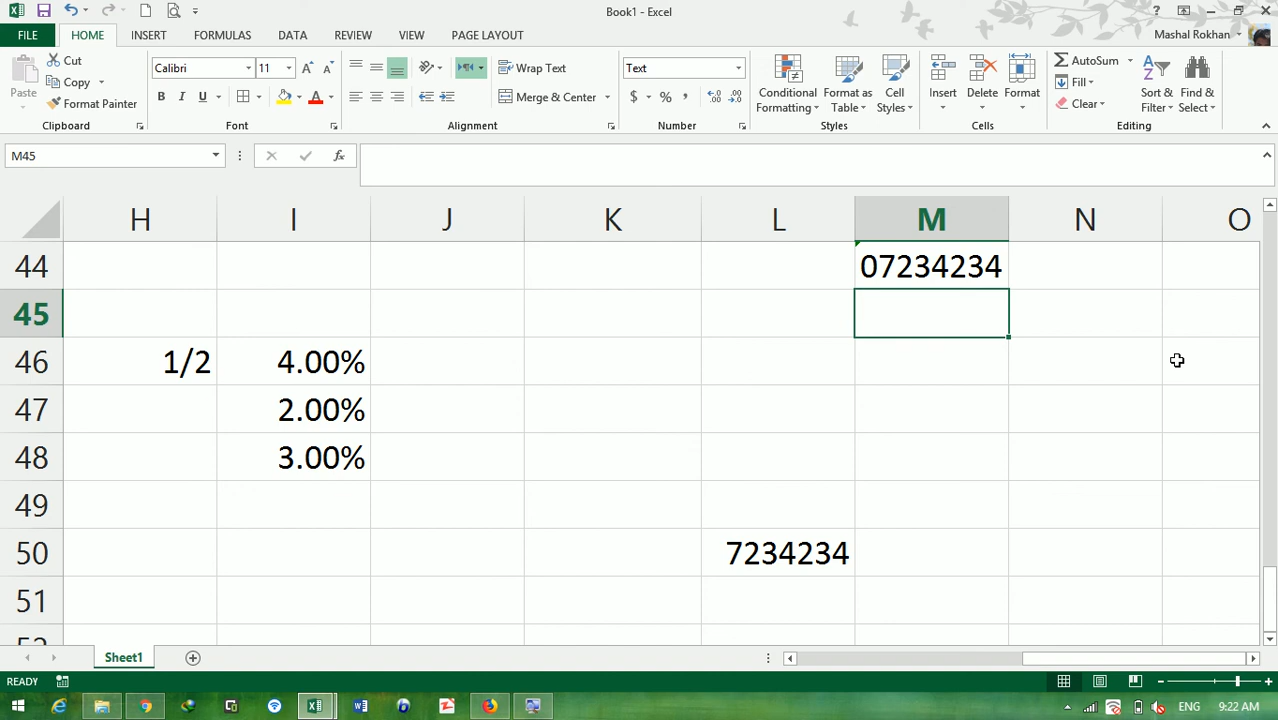 Book1 - Excel
?
FILE
HOME
INSERT
FORMULAS
DATA
REVIEW
VIEW
PAGE LAYOUT
Mashal Rokhan
Paste
Cut
Copy
Format Painter
Clipboard
Calibri
11
B I U
A
Font
Wrap Text
Merge & Center
Alignment
Text
$ % ,
Number
Conditional Formatting
Format as Table
Cell Styles
Styles
Insert
Delete
Format
Cells
AutoSum
Fill
Clear
Sort & Filter
Find & Select
Editing
M45
fx
H I J K L M N O
44 07234234
45
46 1/2 4.00%
47 2.00%
48 3.00%
49
50 7234234
51
52
Sheet1
READY
ENG
9:22 AM